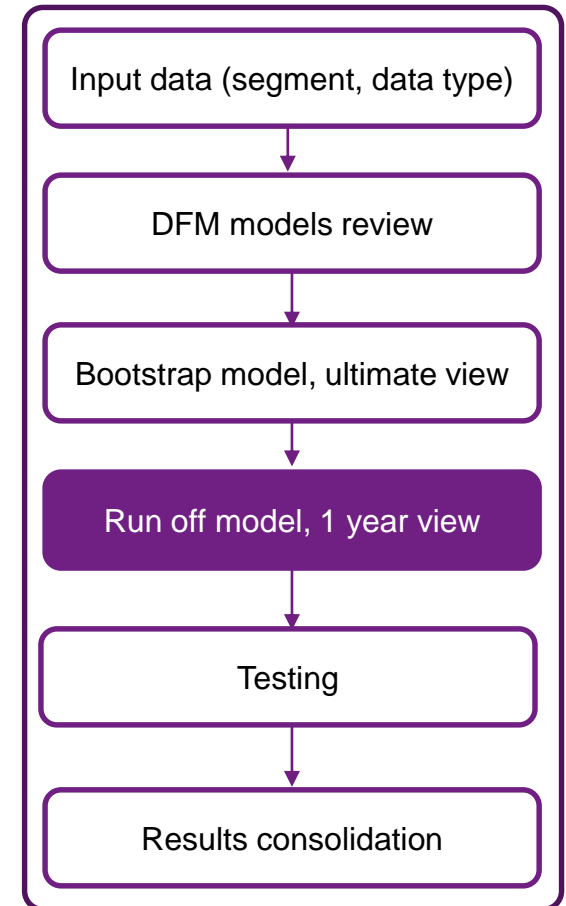 Input data (segment, data type)
DFM models review
Bootstrap model, ultimate view
Run off model, 1 year view
Testing
Results consolidation